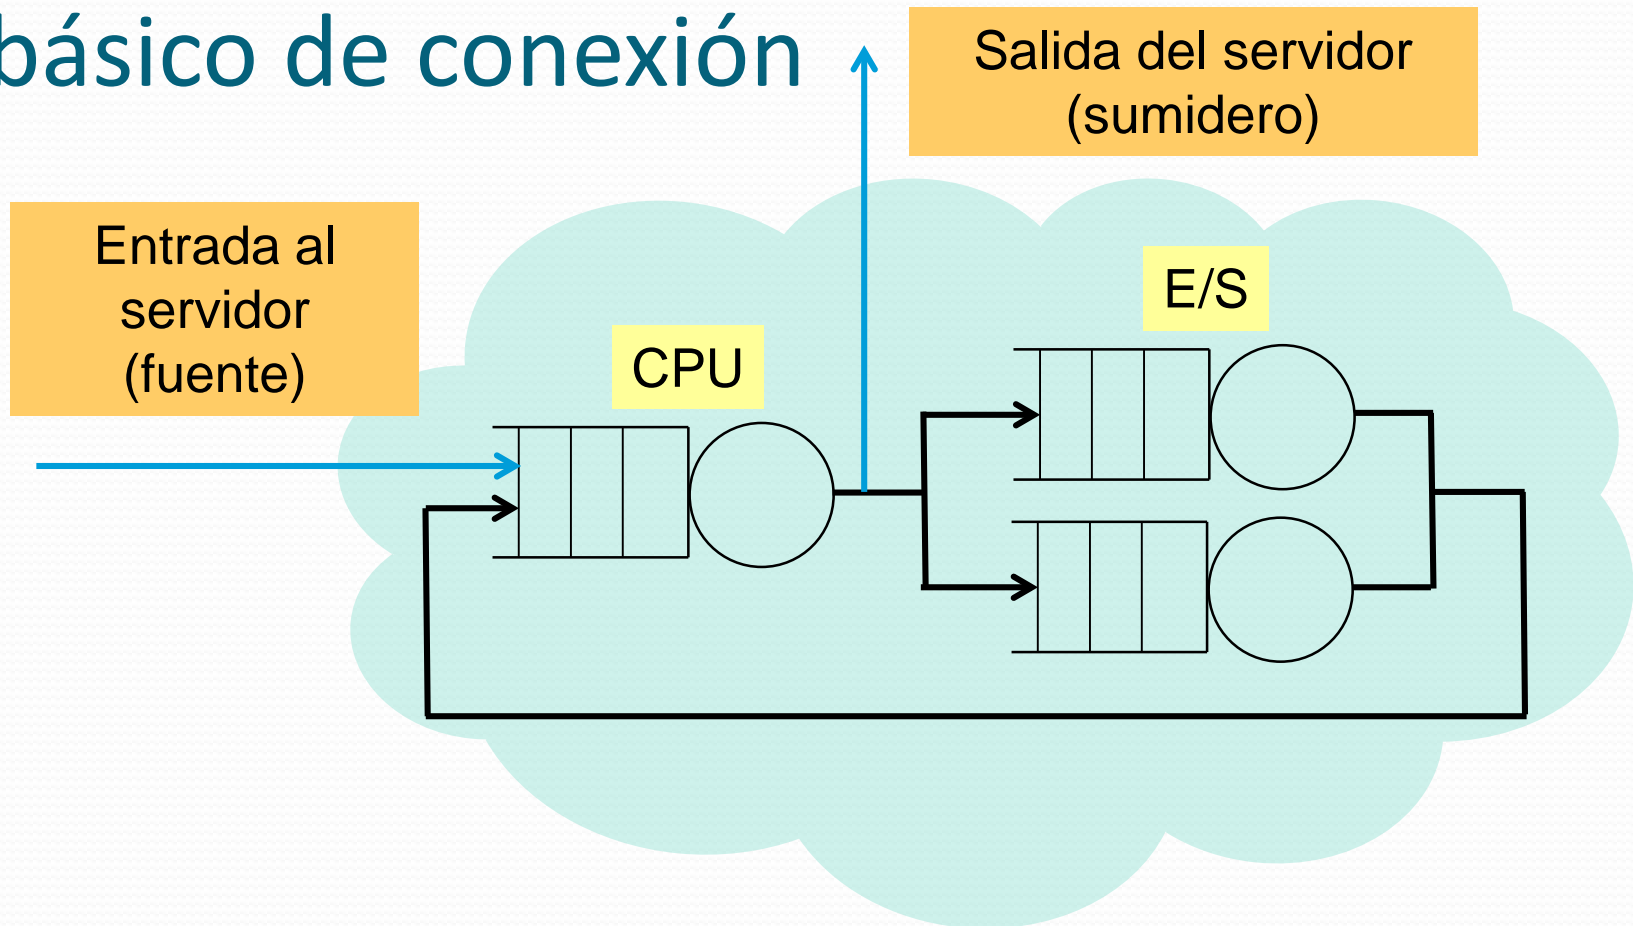 básico de conexión
Salida del servidor
(sumidero)
Entrada al
servidor
(fuente)
E/S
CPU